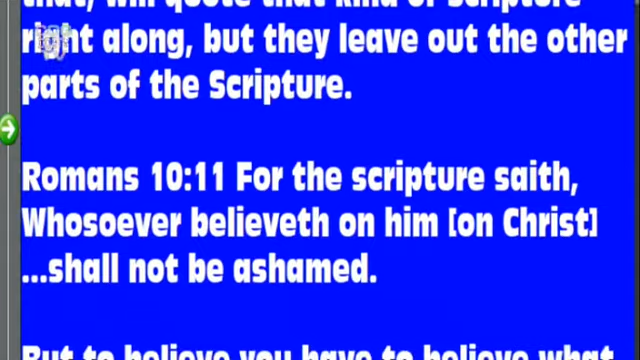 that, will quote that kind of Scripture
right along, but they leave out the other
parts of the Scripture.
Romans 10:11 For the scripture saith,
Whosoever believeth on him [on Christ]
...shall not be ashamed.
But to believe you have to believe what